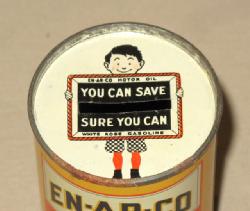 EN-AR-CO MOTOR OIL
YOU CAN SAVE
SURE YOU CAN
WHITE ROSE GASOLINE
EN-AR-CO